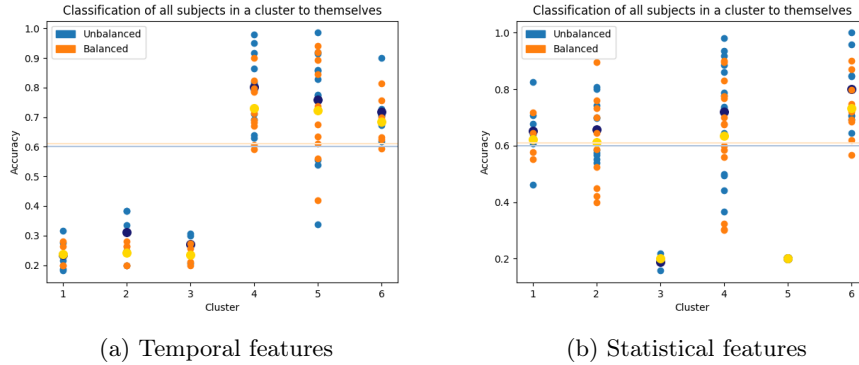 Classification of all subjects in a cluster to themselves
Unbalanced
Balanced
1.0
0.9
0.8
0.7
0.6
0.5
0.4
0.3
0.2
Accuracy
1 2 3 4 5 6
Cluster
(a) Temporal features
Classification of all subjects in a cluster to themselves
Unbalanced
Balanced
1.0
0.8
0.6
0.4
0.2
Accuracy
1 2 3 4 5 6
Cluster
(b) Statistical features